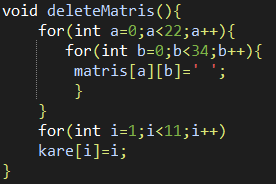 void deleteMatris(){
for(int a=0;a<22;a++){
for(int b=0;b<34;b++){
matris[a][b]=' ';
}
}
for(int i=1;i<11;i++)
kare[i]=i;
}